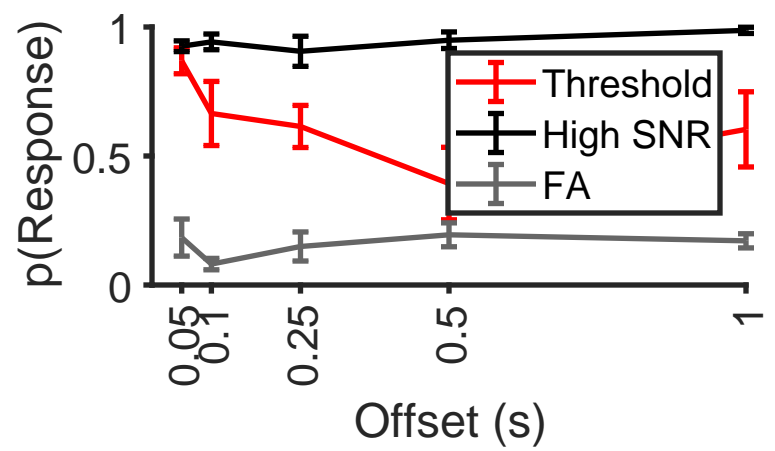 p(Response)
1
0.5
0
Threshold
High SNR
FA
0.05
0.1
0.25
0.5
1
Offset (s)